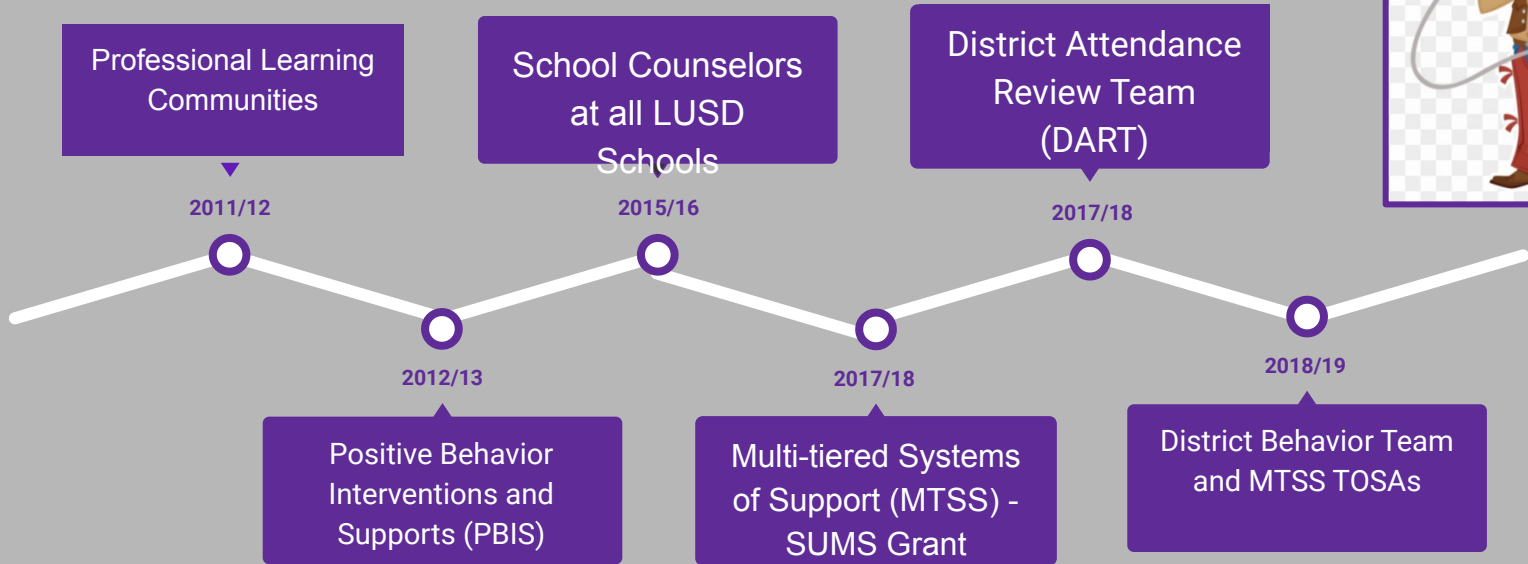 Professional Learning
Communities
2011/12
School Counselors
at all LUSD
Schools
2015/16
District Attendance
Review Team
(DART)
2017/18
2012/13
Positive Behavior
Interventions and
Supports (PBIS)
2017/18
Multi-tiered Systems
of Support (MTSS) -
SUMS Grant
2018/19
District Behavior Team
and MTSS TOSAs